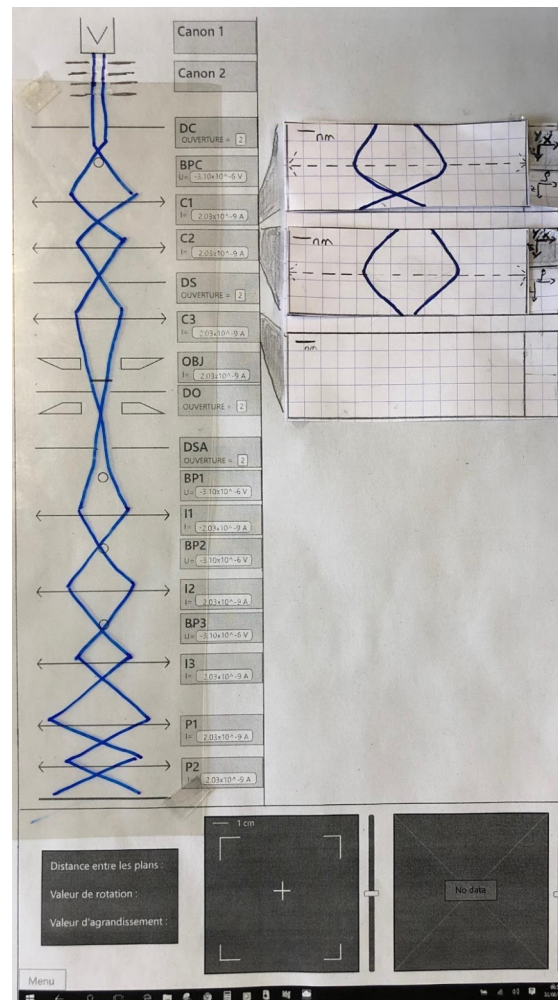 Canon 1
Canon 2
DC
OUVERTURE = 2
BPC
U= -3.10x10^-6 V
C1
I= 2.03x10^-9 A
C2
I= 2.03x10^-9 A
DS
OUVERTURE = 2
C3
I= 2.03x10^-9 A
OBJ
I= 2.03x10^-9 A
DO
OUVERTURE = 2
DSA
OUVERTURE = 2
BP1
U= -3.10x10^-6 V
I1
I= -2.03x10^-9 A
BP2
U= -3.10x10^-6 V
I2
I= 2.03x10^-9 A
BP3
U= -3.10x10^-6 V
I3
I= 2.03x10^-9 A
P1
I= 2.03x10^-9 A
P2
I= 2.03x10^-9 A
nm
nm
nm
Distance entre les plans :
Valeur de rotation :
Valeur d'agrandissement :
1 cm
No data
Menu